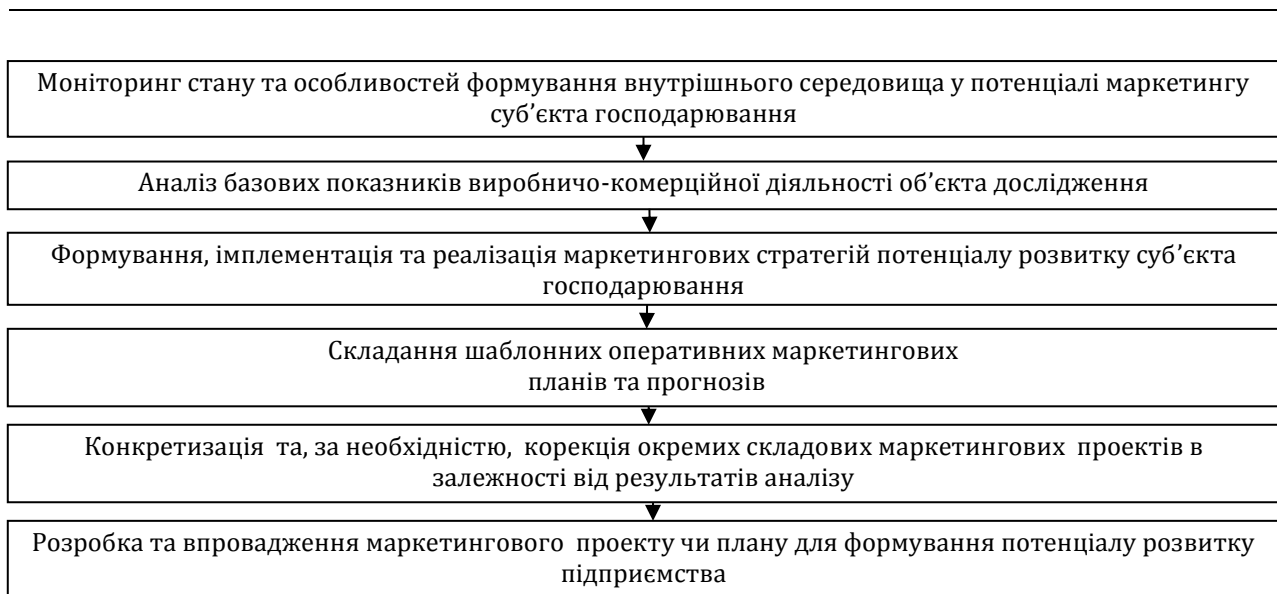 Моніторинг стану та особливостей формування внутрішнього середовища у потенціалі маркетингу
суб’єкта господарювання
Аналіз базових показників виробничо-комерційної діяльності об’єкта дослідження
Формування, імплементація та реалізація маркетингових стратегій потенціалу розвитку суб’єкта
господарювання
Складання шаблонних оперативних маркетингових
планів та прогнозів
Конкретизація та, за необхідністю, корекція окремих складових маркетингових проектів в
залежності від результатів аналізу
Розробка та впровадження маркетингового проекту чи плану для формування потенціалу розвитку
підприємства